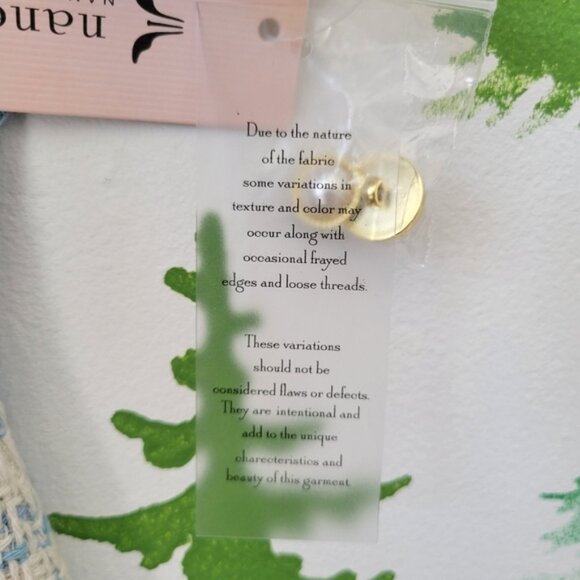 Due to the nature
of the fabric
some variations in
texture and color may
occur along with
occasional frayed
edges and loose threads.
These variations
should not be
considered flaws or defects.
They are intentional and
add to the unique
charecteristics and
beauty of this garment